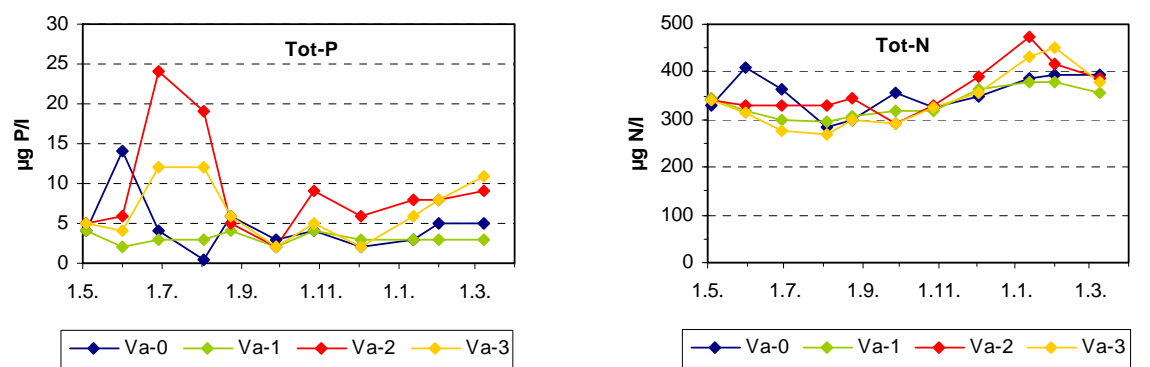 Tot-P
µg P/l
30
25
20
15
10
5
0
1.5. 1.7. 1.9. 1.11. 1.1. 1.3.
Va-0 Va-1 Va-2 Va-3
Tot-N
µg N/l
500
400
300
200
100
0
1.5. 1.7. 1.9. 1.11. 1.1. 1.3.
Va-0 Va-1 Va-2 Va-3